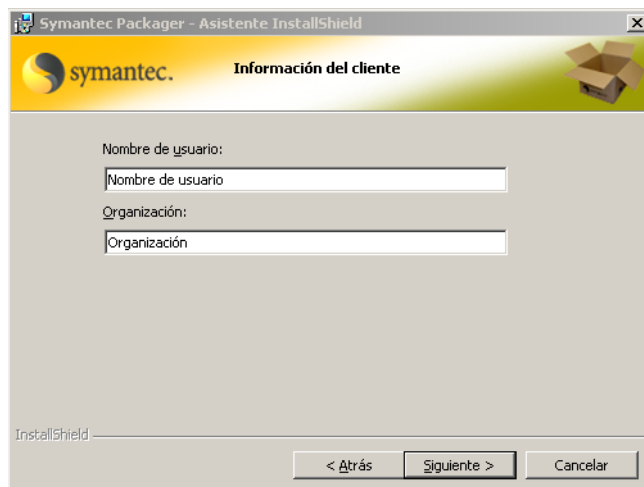 Symantec Packager - Asistente InstallShield
symantec.
Información del cliente
Nombre de usuario:
Nombre de usuario
Organización:
Organización
InstallShield
< Atrás
Siguiente >
Cancelar